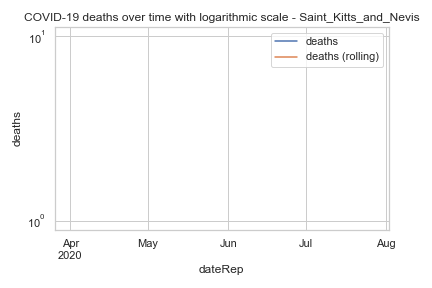 COVID-19 deaths over time with logarithmic scale - Saint_Kitts_and_Nevis
10¹
deaths
deaths (rolling)
deaths
10⁰
Apr
2020
May
Jun
Jul
Aug
dateRep